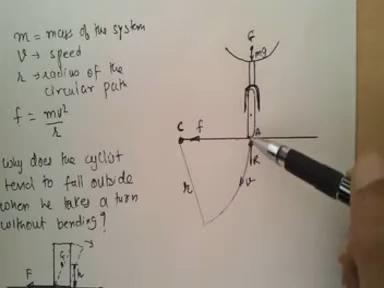 m = mass of the system
v → speed
r → radius of the
circular path
f = mv²/r
Why does the cyclist
tend to fall outside
when he takes a turn
without bending?
G
mg
C
f
A
R
v
r
G
h
F